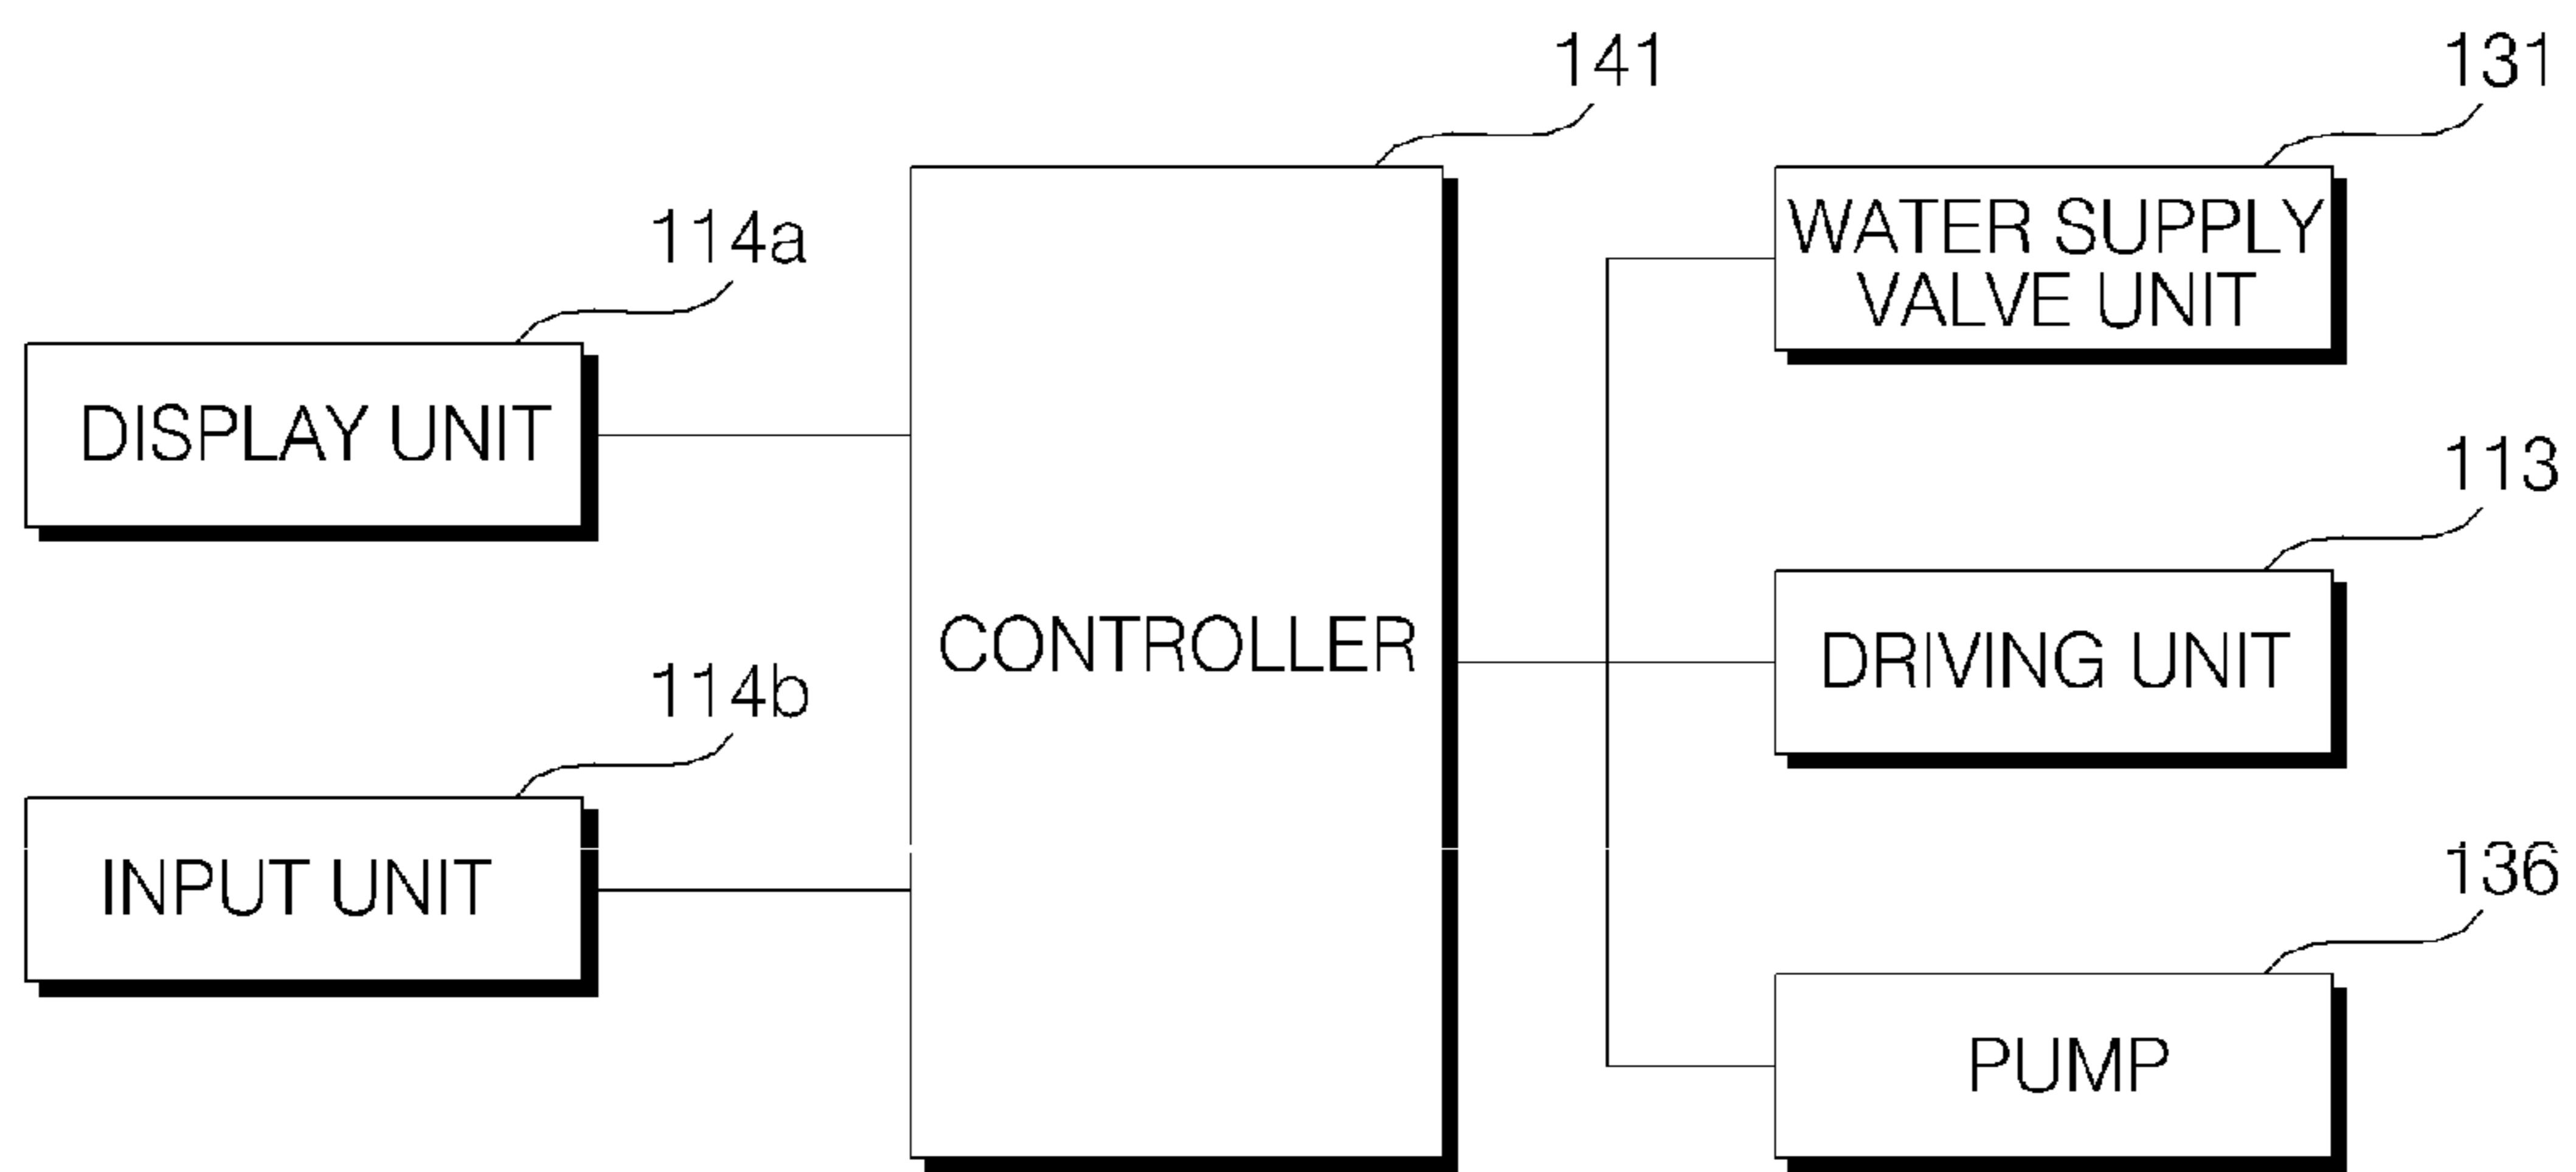 141
131
114a
WATER SUPPLY
VALVE UNIT
DISPLAY UNIT
113
CONTROLLER
DRIVING UNIT
114b
136
INPUT UNIT
PUMP